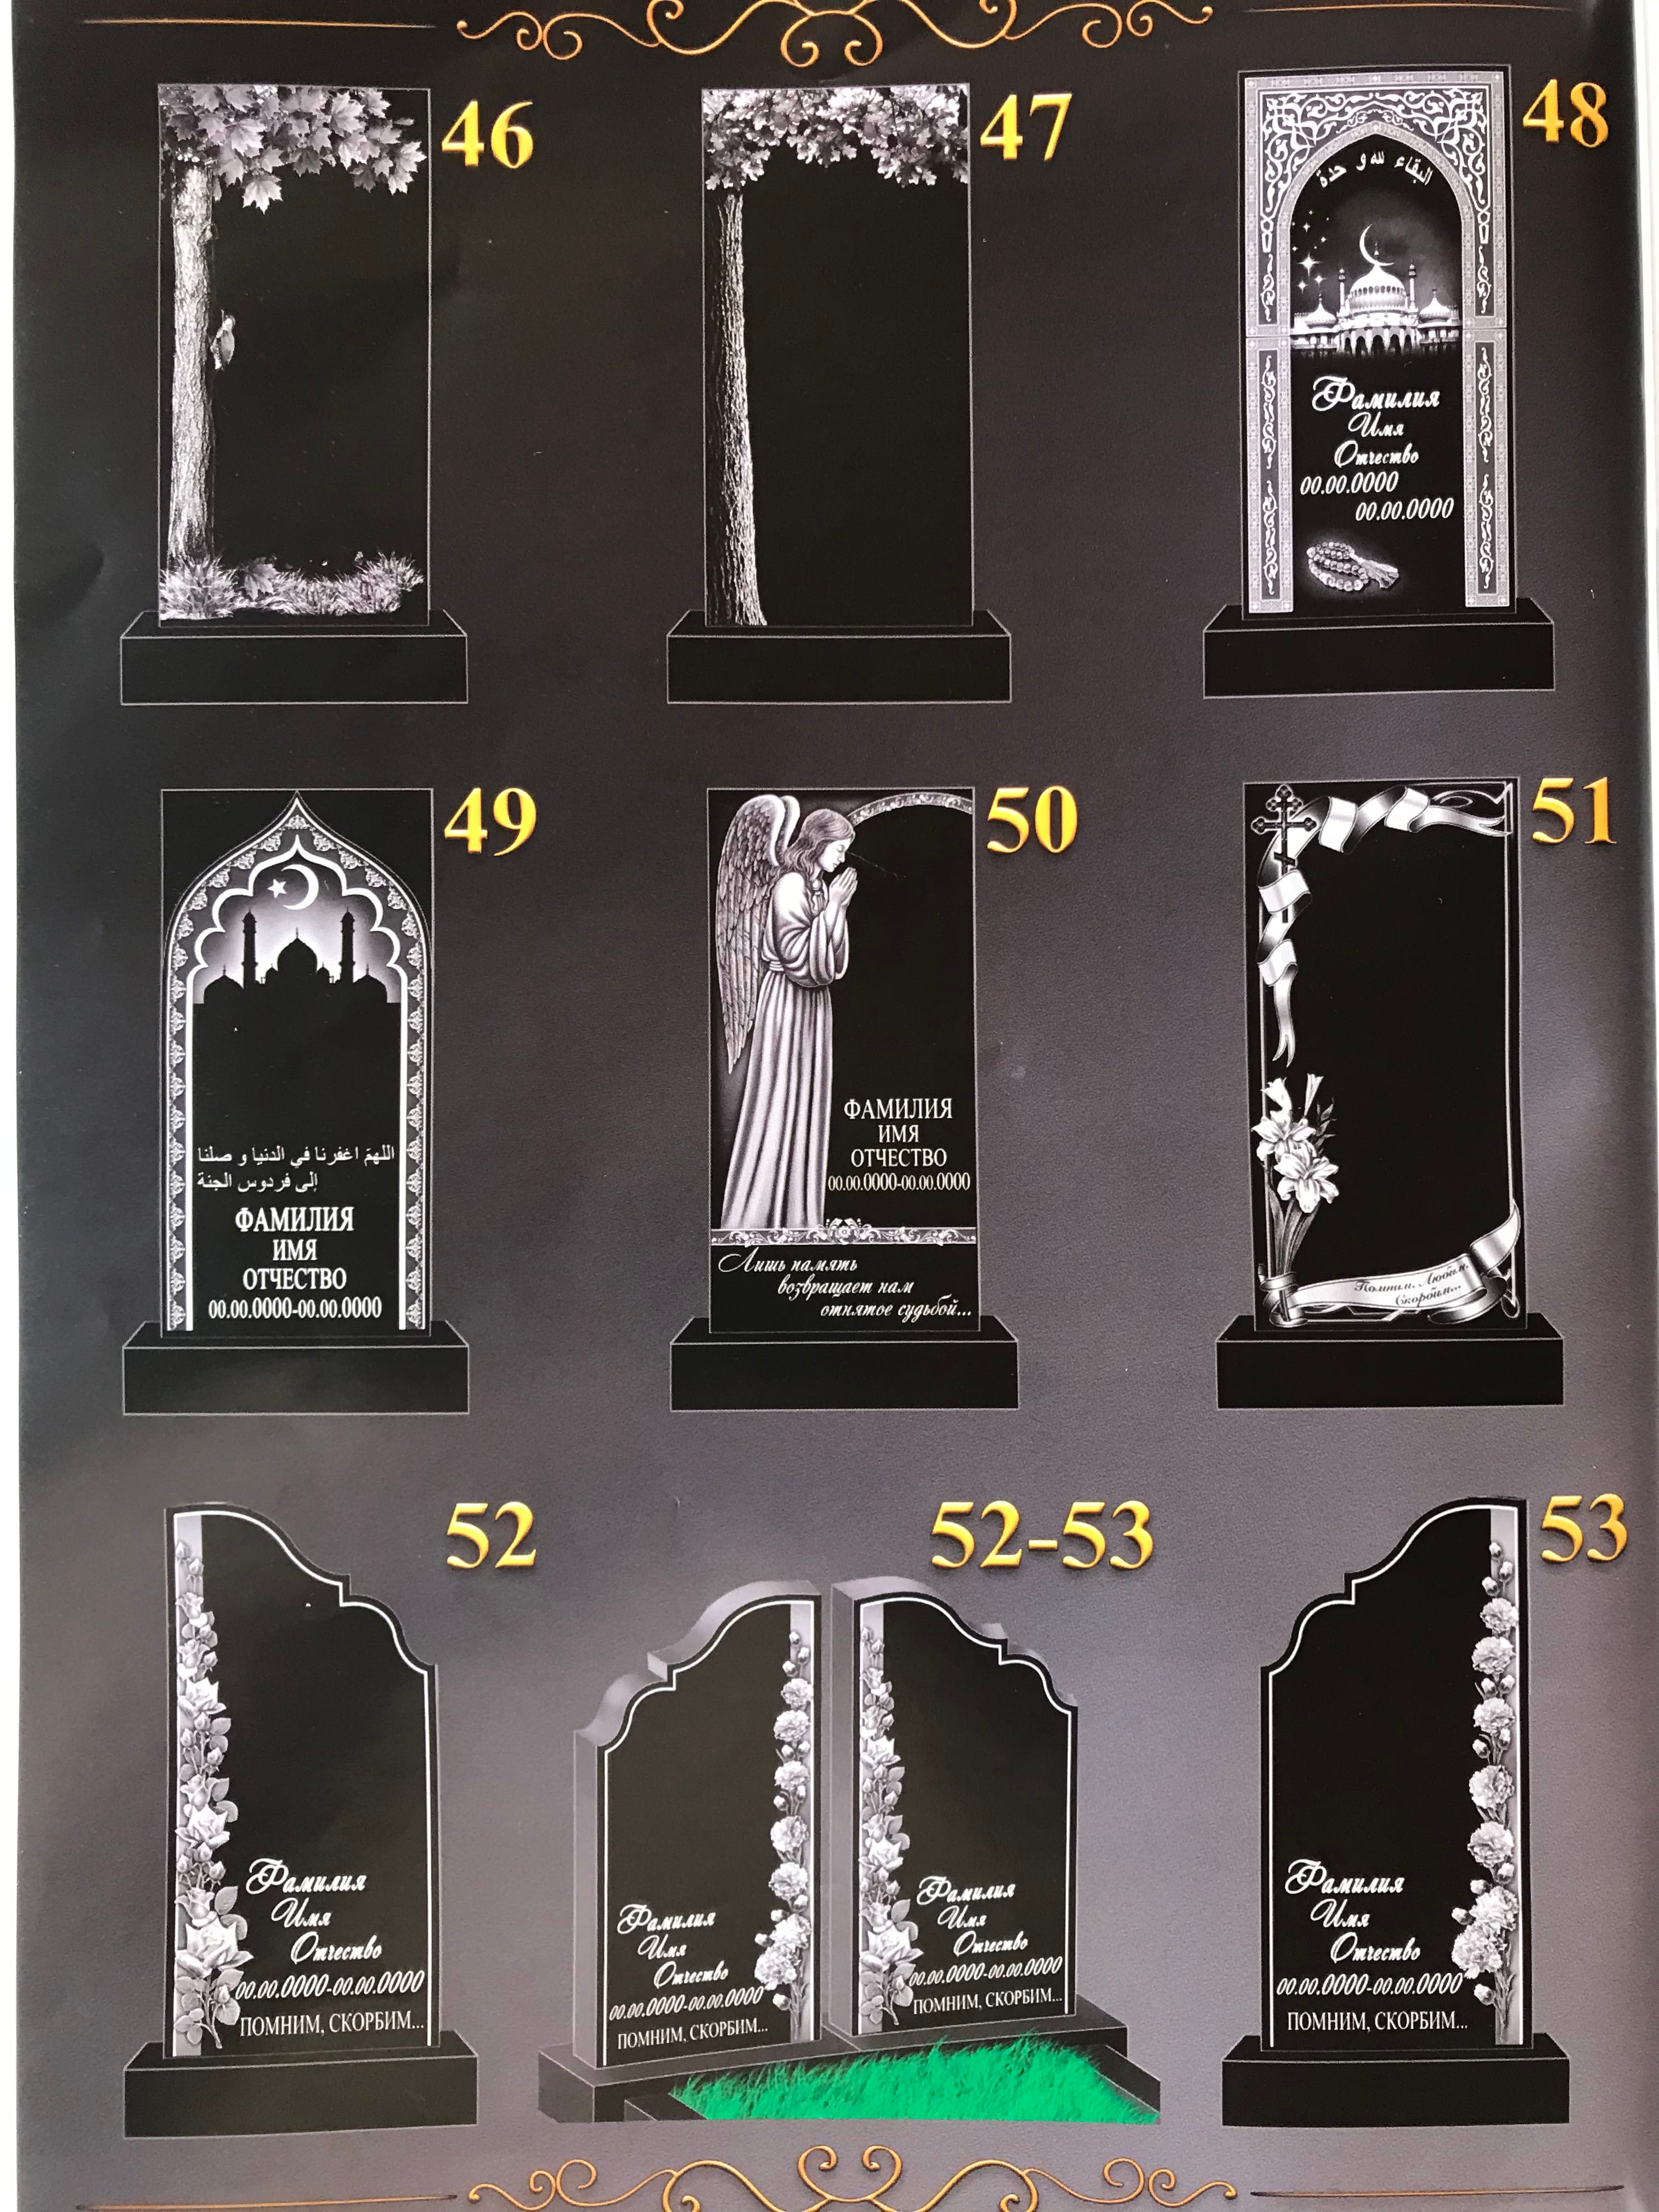 46
47
48
البقاء لله و حدة
Фамилия
Имя
Отчество
00.00.0000
00.00.0000
49
اللهمّ اغفرنا في الدنيا و صلنا
إلى فردوس الجنة
ФАМИЛИЯ
ИМЯ
ОТЧЕСТВО
00.00.0000-00.00.0000
50
ФАМИЛИЯ
ИМЯ
ОТЧЕСТВО
00.00.0000-00.00.0000
Лишь память
возвращает нам
отнятое судьбой...
51
Помним. Любим.
Скорбим...
52
Фамилия
Имя
Отчество
00.00.0000-00.00.0000
ПОМНИМ, СКОРБИМ...
52-53
Фамилия
Имя
Отчество
00.00.0000-00.00.0000
ПОМНИМ, СКОРБИМ...
Фамилия
Имя
Отчество
00.00.0000-00.00.0000
ПОМНИМ, СКОРБИМ...
53
Фамилия
Имя
Отчество
00.00.0000-00.00.0000
ПОМНИМ, СКОРБИМ...